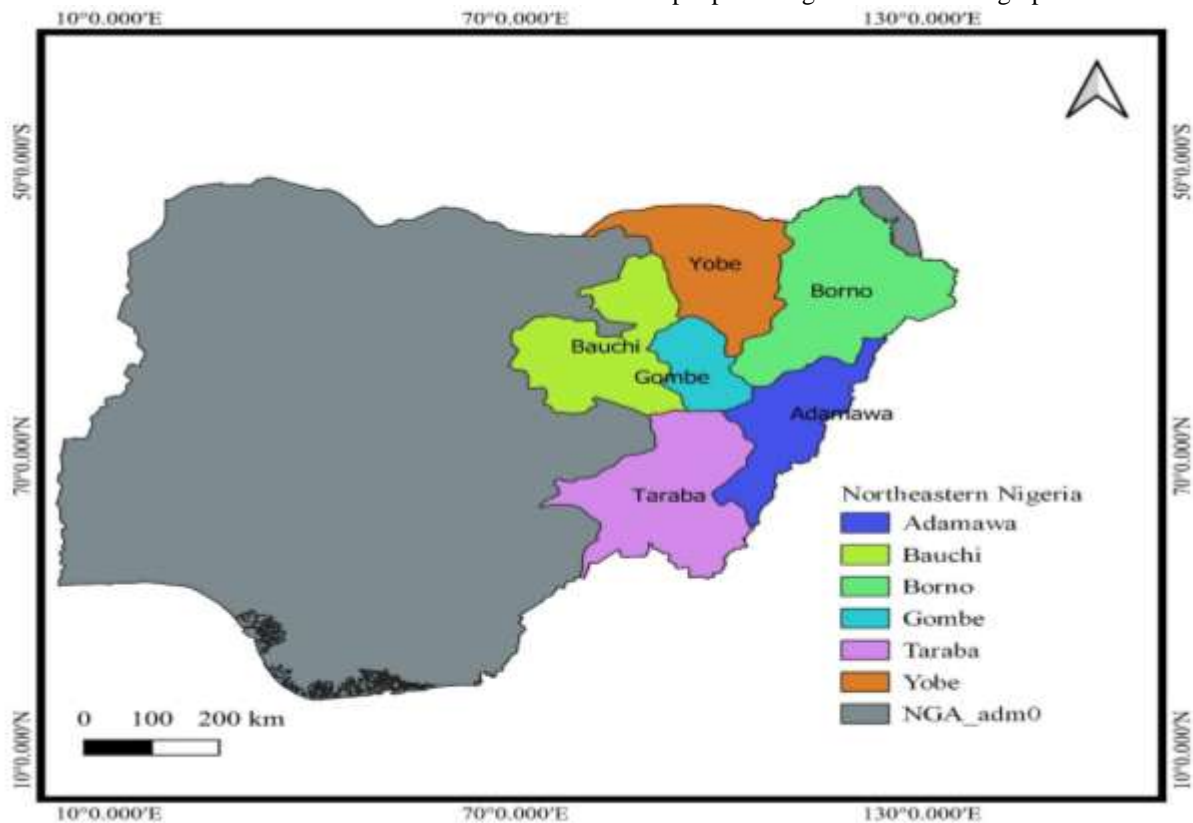 10°0.000'E 70°0.000'E 130°0.000'E
50°0.000'S
50°0.000'S
Yobe
Borno
Bauchi
Gombe
Adamawa
70°0.000'N
70°0.000'N
Taraba
Northeastern Nigeria
Adamawa
Bauchi
Borno
Gombe
Taraba
Yobe
NGA_adm0
0 100 200 km
10°0.000'N
10°0.000'N
10°0.000'E 70°0.000'E 130°0.000'E